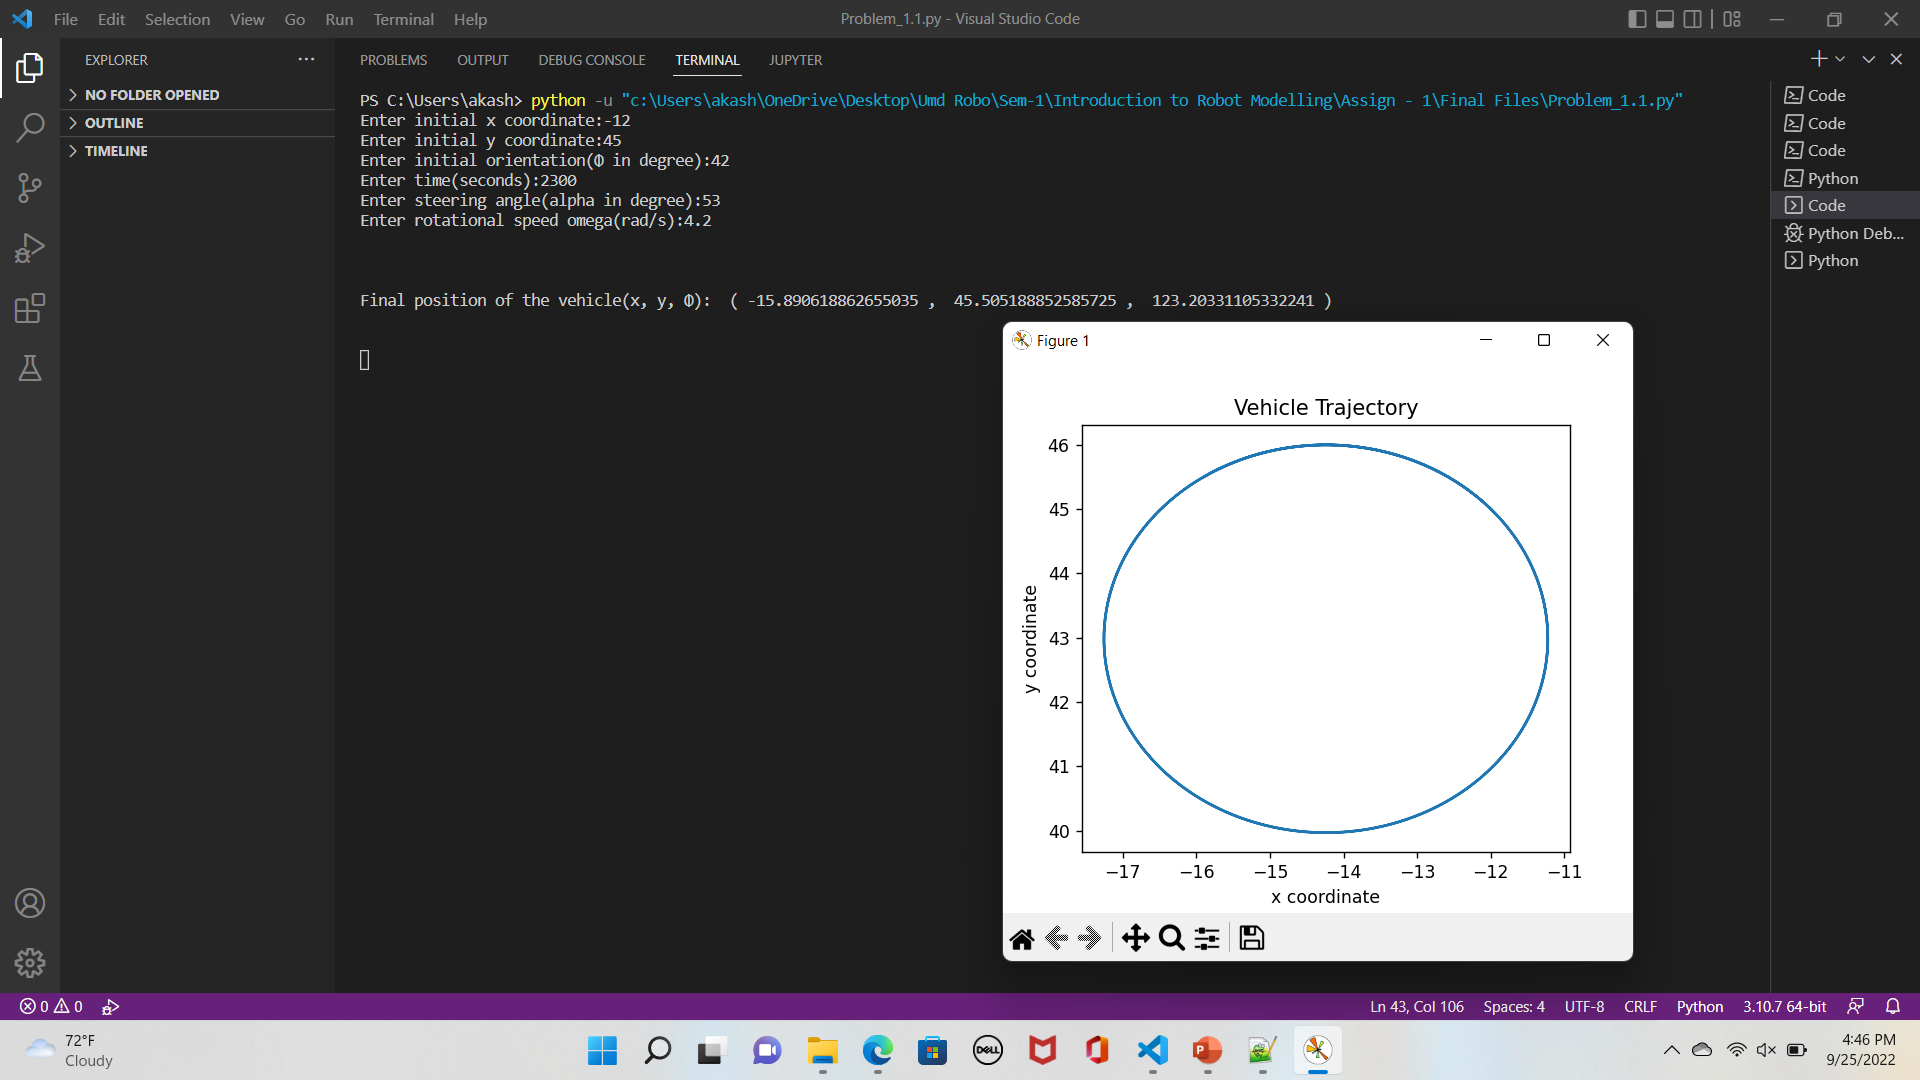 File Edit Selection View Go Run Terminal Help
Problem_1.1.py - Visual Studio Code
EXPLORER
NO FOLDER OPENED
OUTLINE
TIMELINE
PROBLEMS OUTPUT DEBUG CONSOLE TERMINAL JUPYTER
PS C:\Users\akash> python -u "c:\Users\akash\OneDrive\Desktop\Umd Robo\Sem-1\Introduction to Robot Modelling\Assign - 1\Final Files\Problem_1.1.py"
Enter initial x coordinate:-12
Enter initial y coordinate:45
Enter initial orientation(Φ in degree):42
Enter time(seconds):2300
Enter steering angle(alpha in degree):53
Enter rotational speed omega(rad/s):4.2
Final position of the vehicle(x, y, Φ):  ( -15.890618862655035 ,  45.505188852585725 ,  123.20331105332241 )
Code
Code
Code
Python
Code
Python Deb...
Python
Figure 1
Vehicle Trajectory
46
45
44
43
42
41
40
y coordinate
−17 −16 −15 −14 −13 −12 −11
x coordinate
0 0
Ln 43, Col 106 Spaces: 4 UTF-8 CRLF Python 3.10.7 64-bit
72°F
Cloudy
DELL
P
4:46 PM
9/25/2022